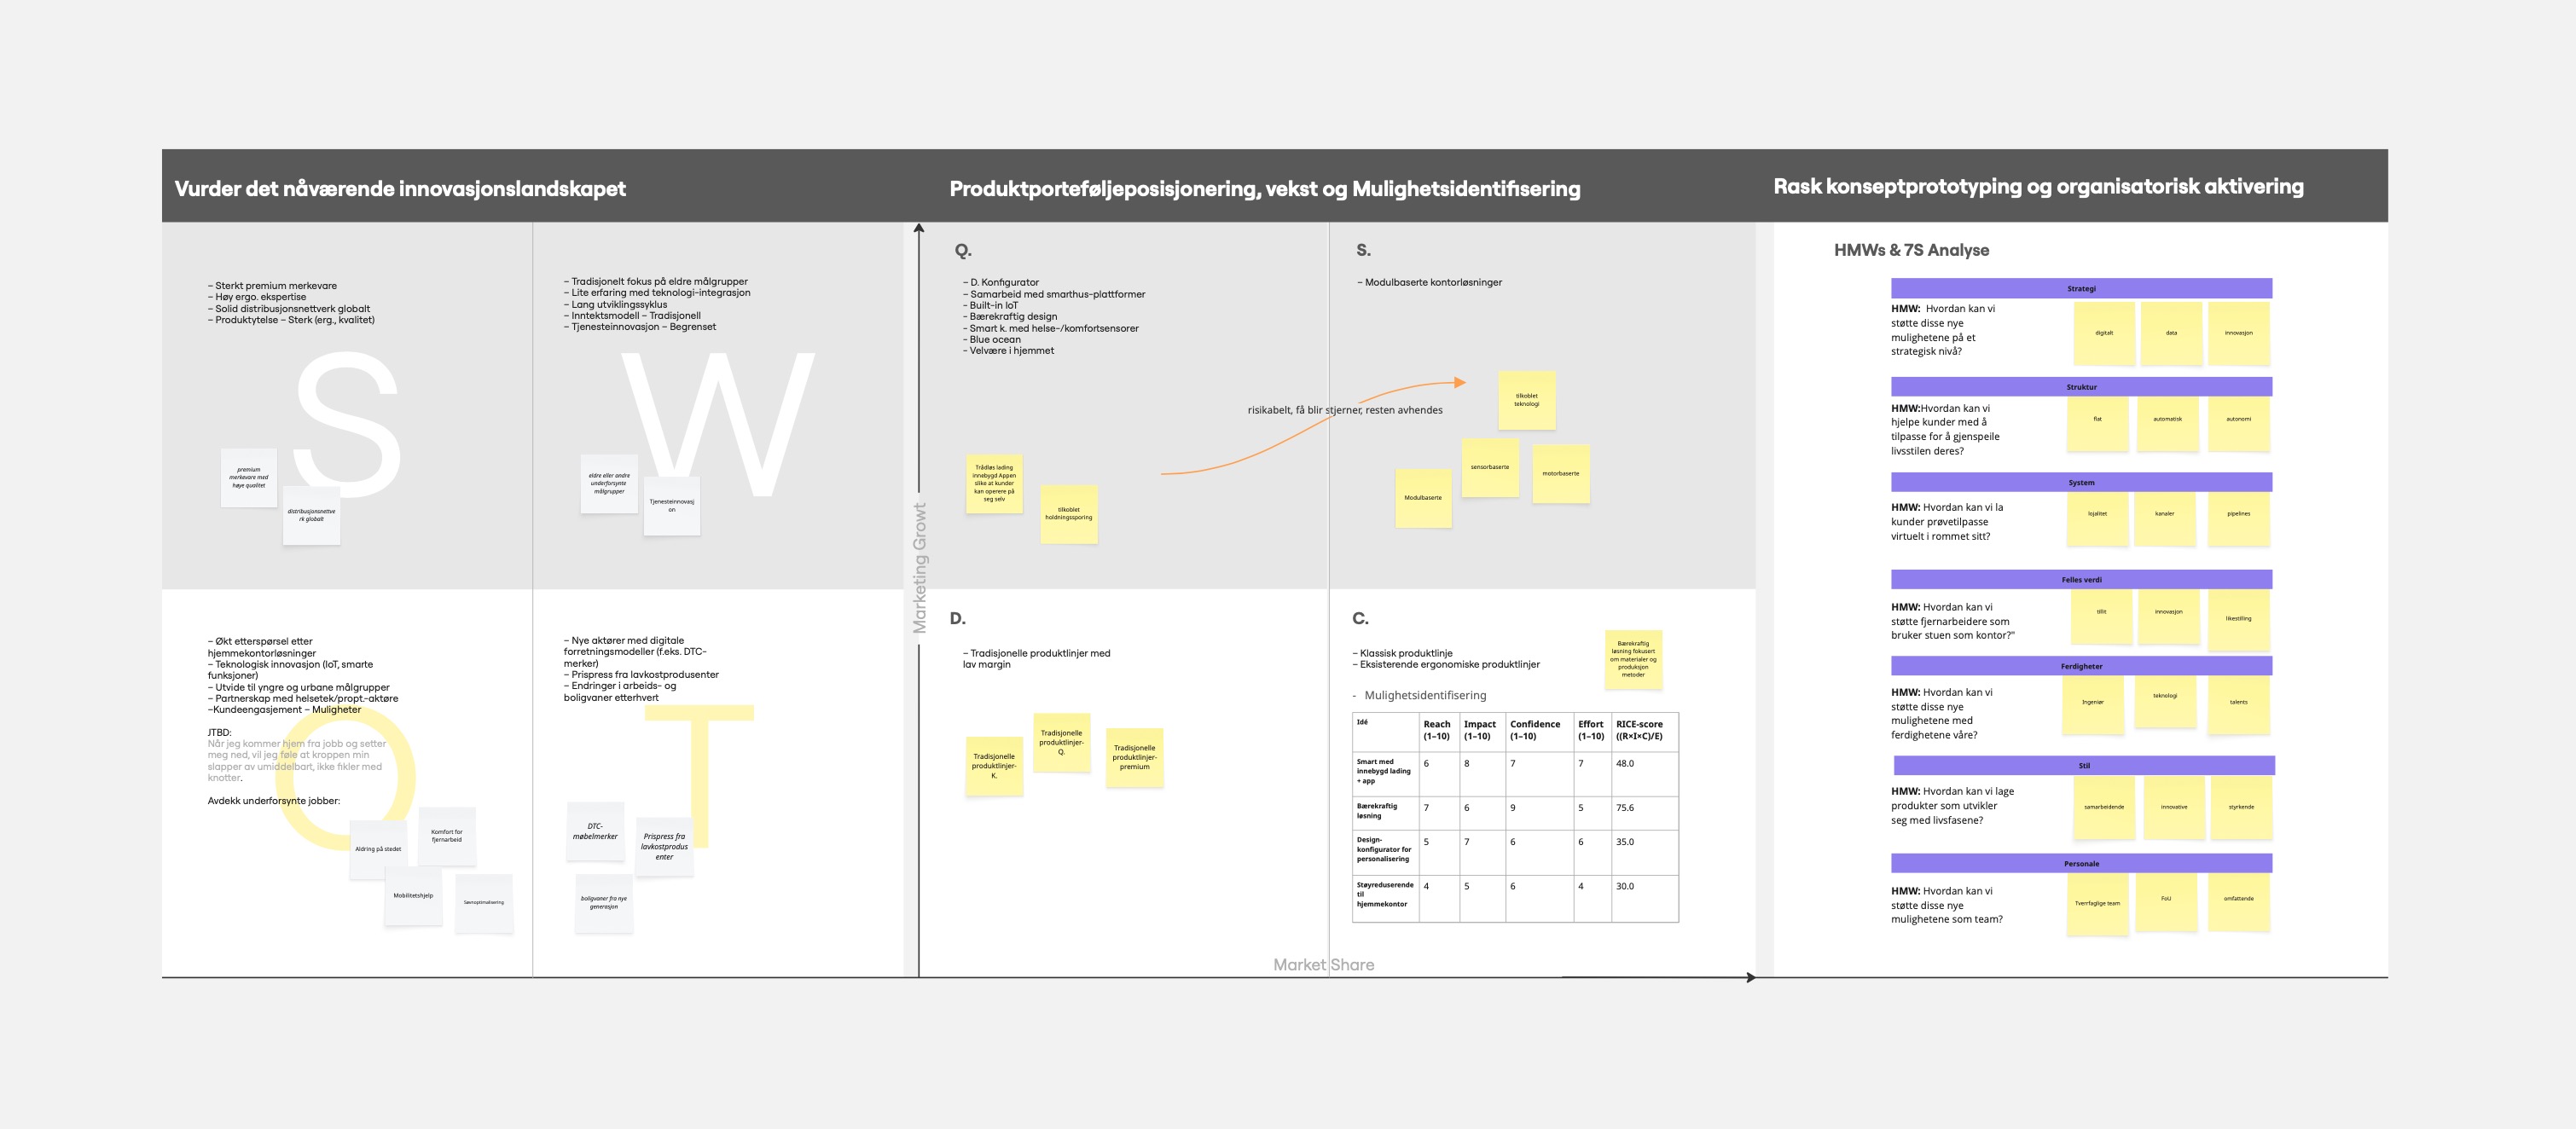 Vurder det nåværende innovasjonslandskapet
Produktporteføljeposisjonering, vekst og Mulighetsidentifisering
Rask konseptprototyping og organisatorisk aktivering
– Sterkt premium merkevare
– Høy ergo. ekspertise
– Solid distribusjonsnettverk globalt
– Produktytelse – Sterk (erg., kvalitet)
S
premium
merkevare med
høye qualitet
distribusjonsnettve
rk globalt
– Tradisjonelt fokus på eldre målgrupper
– Lite erfaring med teknologi-integrasjon
– Lang utviklingssyklus
– Inntektsmodell – Tradisjonell
– Tjenesteinnovasjon – Begrenset
W
eldre eller andre
underforsynte
målgrupper
Tjenesteinnovasj
on
– Økt etterspørsel etter
hjemmekontorløsninger
– Teknologisk innovasjon (IoT, smarte
funksjoner)
– Utvide til yngre og urbane målgrupper
– Partnerskap med helsetek/propt.-aktøre
–Kundeengasjement – Muligheter
JTBD:
Når jeg kommer hjem fra jobb og setter
meg ned, vil jeg føle at kroppen min
slapper av umiddelbart, ikke fikler med
knotter.
Avdekk underforsynte jobber:
O
Aldring på stedet
Komfort for
fjernarbeid
Mobilitetshjelp
Søvnoptimalisering
– Nye aktører med digitale
forretningsmodeller (f.eks. DTC-
merker)
– Prispress fra lavkostprodusenter
– Endringer i arbeids- og
boligvaner etterhvert
T
DTC-
møbelmerker
Prispress fra
lavkostprodus
enter
boligvaner fra nye
generasjon
Marketing Growt
Q.
– D. Konfigurator
– Samarbeid med smarthus-plattformer
– Built-in IoT
– Bærekraftig design
– Smart k. med helse-/komfortsensorer
– Blue ocean
– Velvære i hjemmet
Trådløs lading
innebygd Appen
slike at kunder
kan operere på
seg selv
tilkoblet
holdningssporing
risikabelt, få blir stjerner, resten avhendes
S.
– Modulbaserte kontorløsninger
tilkoblet
teknologi
sensorbaserte
motorbaserte
Modulbaserte
D.
– Tradisjonelle produktlinjer med
lav margin
Tradisjonelle
produktlinjer-
K.
Tradisjonelle
produktlinjer-
Q.
Tradisjonelle
produktlinjer-
premium
C.
– Klassisk produktlinje
– Eksisterende ergonomiske produktlinjer
Bærekraftig
løsning fokusert
om materialer og
produksjon
metoder
- Mulighetsidentifisering
Idé Reach (1–10) Impact (1–10) Confidence (1–10) Effort (1–10) RICE-score ((R×I×C)/E)
Smart med innebygd lading + app 6 8 7 7 48.0
Bærekraftig løsning 7 6 9 5 75.6
Design-konfigurator for personalisering 5 7 6 6 35.0
Støyreduserende til hjemmekontor 4 5 6 4 30.0
Market Share
HMWs & 7S Analyse
Strategi
HMW: Hvordan kan vi
støtte disse nye
mulighetene på et
strategisk nivå?
digitalt
data
innovasjon
Struktur
HMW:Hvordan kan vi
hjelpe kunder med å
tilpasse for å gjenspeile
livsstilen deres?
flat
automatisk
autonomi
System
HMW: Hvordan kan vi la
kunder prøvetilpasse
virtuelt i rommet sitt?
lojalitet
kanaler
pipelines
Felles verdi
HMW: Hvordan kan vi
støtte fjernarbeidere som
bruker stuen som kontor?"
tillit
innovasjon
likestilling
Ferdigheter
HMW: Hvordan kan vi
støtte disse nye
mulighetene med
ferdighetene våre?
Ingeniør
teknologi
talents
Stil
HMW: Hvordan kan vi lage
produkter som utvikler
seg med livsfasene?
samarbeidende
innovative
styrkende
Personale
HMW: Hvordan kan vi
støtte disse nye
mulighetene som team?
Tverrfaglige team
FoU
omfattende